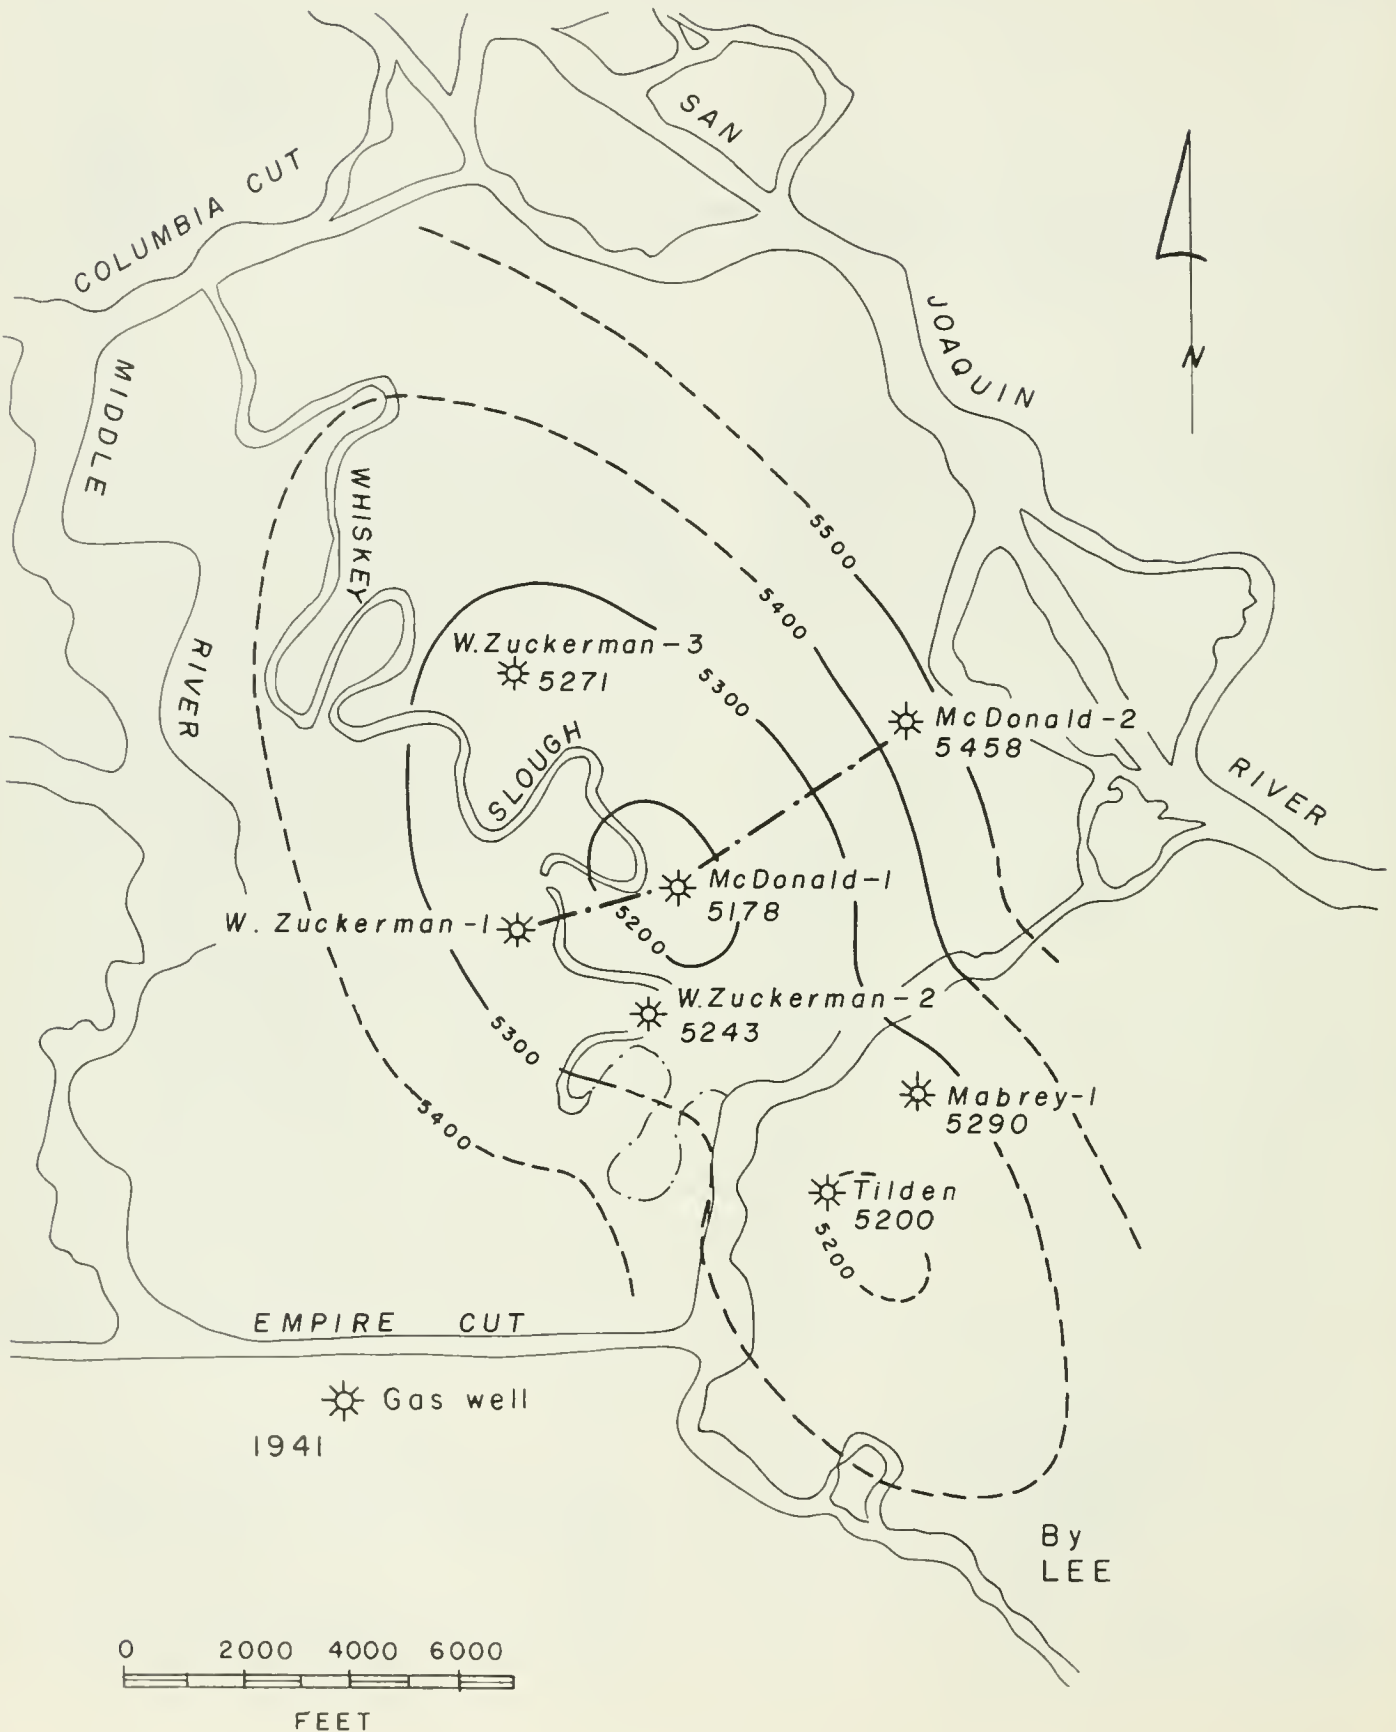 SAN
COLUMBIA CUT
JOAQUIN
N
MIDDLE
WHISKEY
5500
5400
RIVER
W. Zuckerman-3
5271
5300
McDonald-2
5458
SLOUGH
RIVER
McDonald-1
5178
5200
W. Zuckerman-1
W. Zuckerman-2
5243
5300
Mabrey-1
5290
5400
Tilden
5200
5200
EMPIRE CUT
Gas well
1941
By
LEE
0 2000 4000 6000
FEET